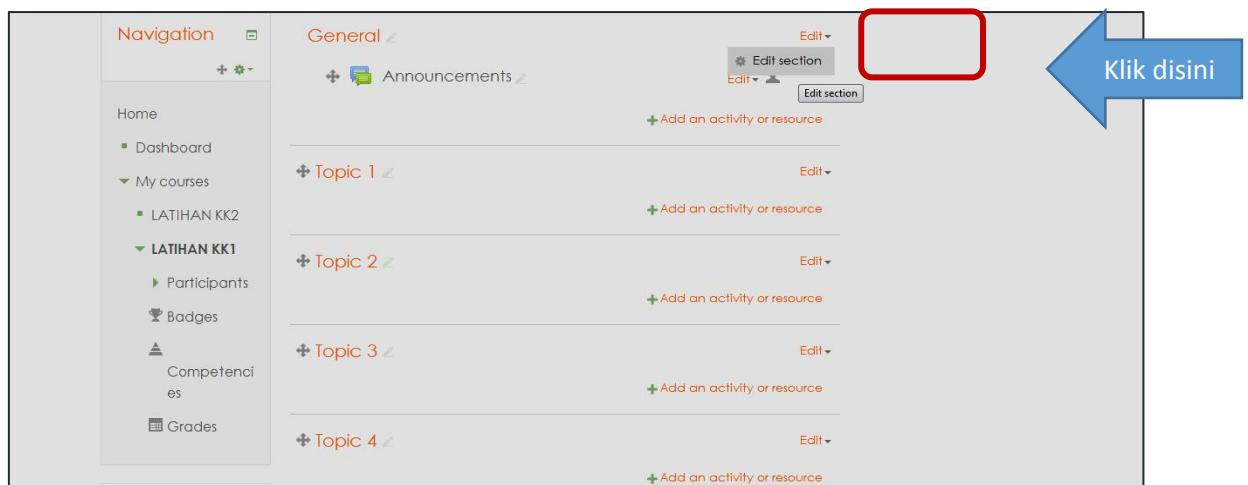 Navigation
Home
Dashboard
My courses
LATIHAN KK2
LATIHAN KK1
Participants
Badges
Competenci
es
Grades
General Edit
Edit section
Announcements Edit
Edit section
Add an activity or resource
Topic 1 Edit
Add an activity or resource
Topic 2 Edit
Add an activity or resource
Topic 3 Edit
Add an activity or resource
Topic 4 Edit
Add an activity or resource
Klik disini